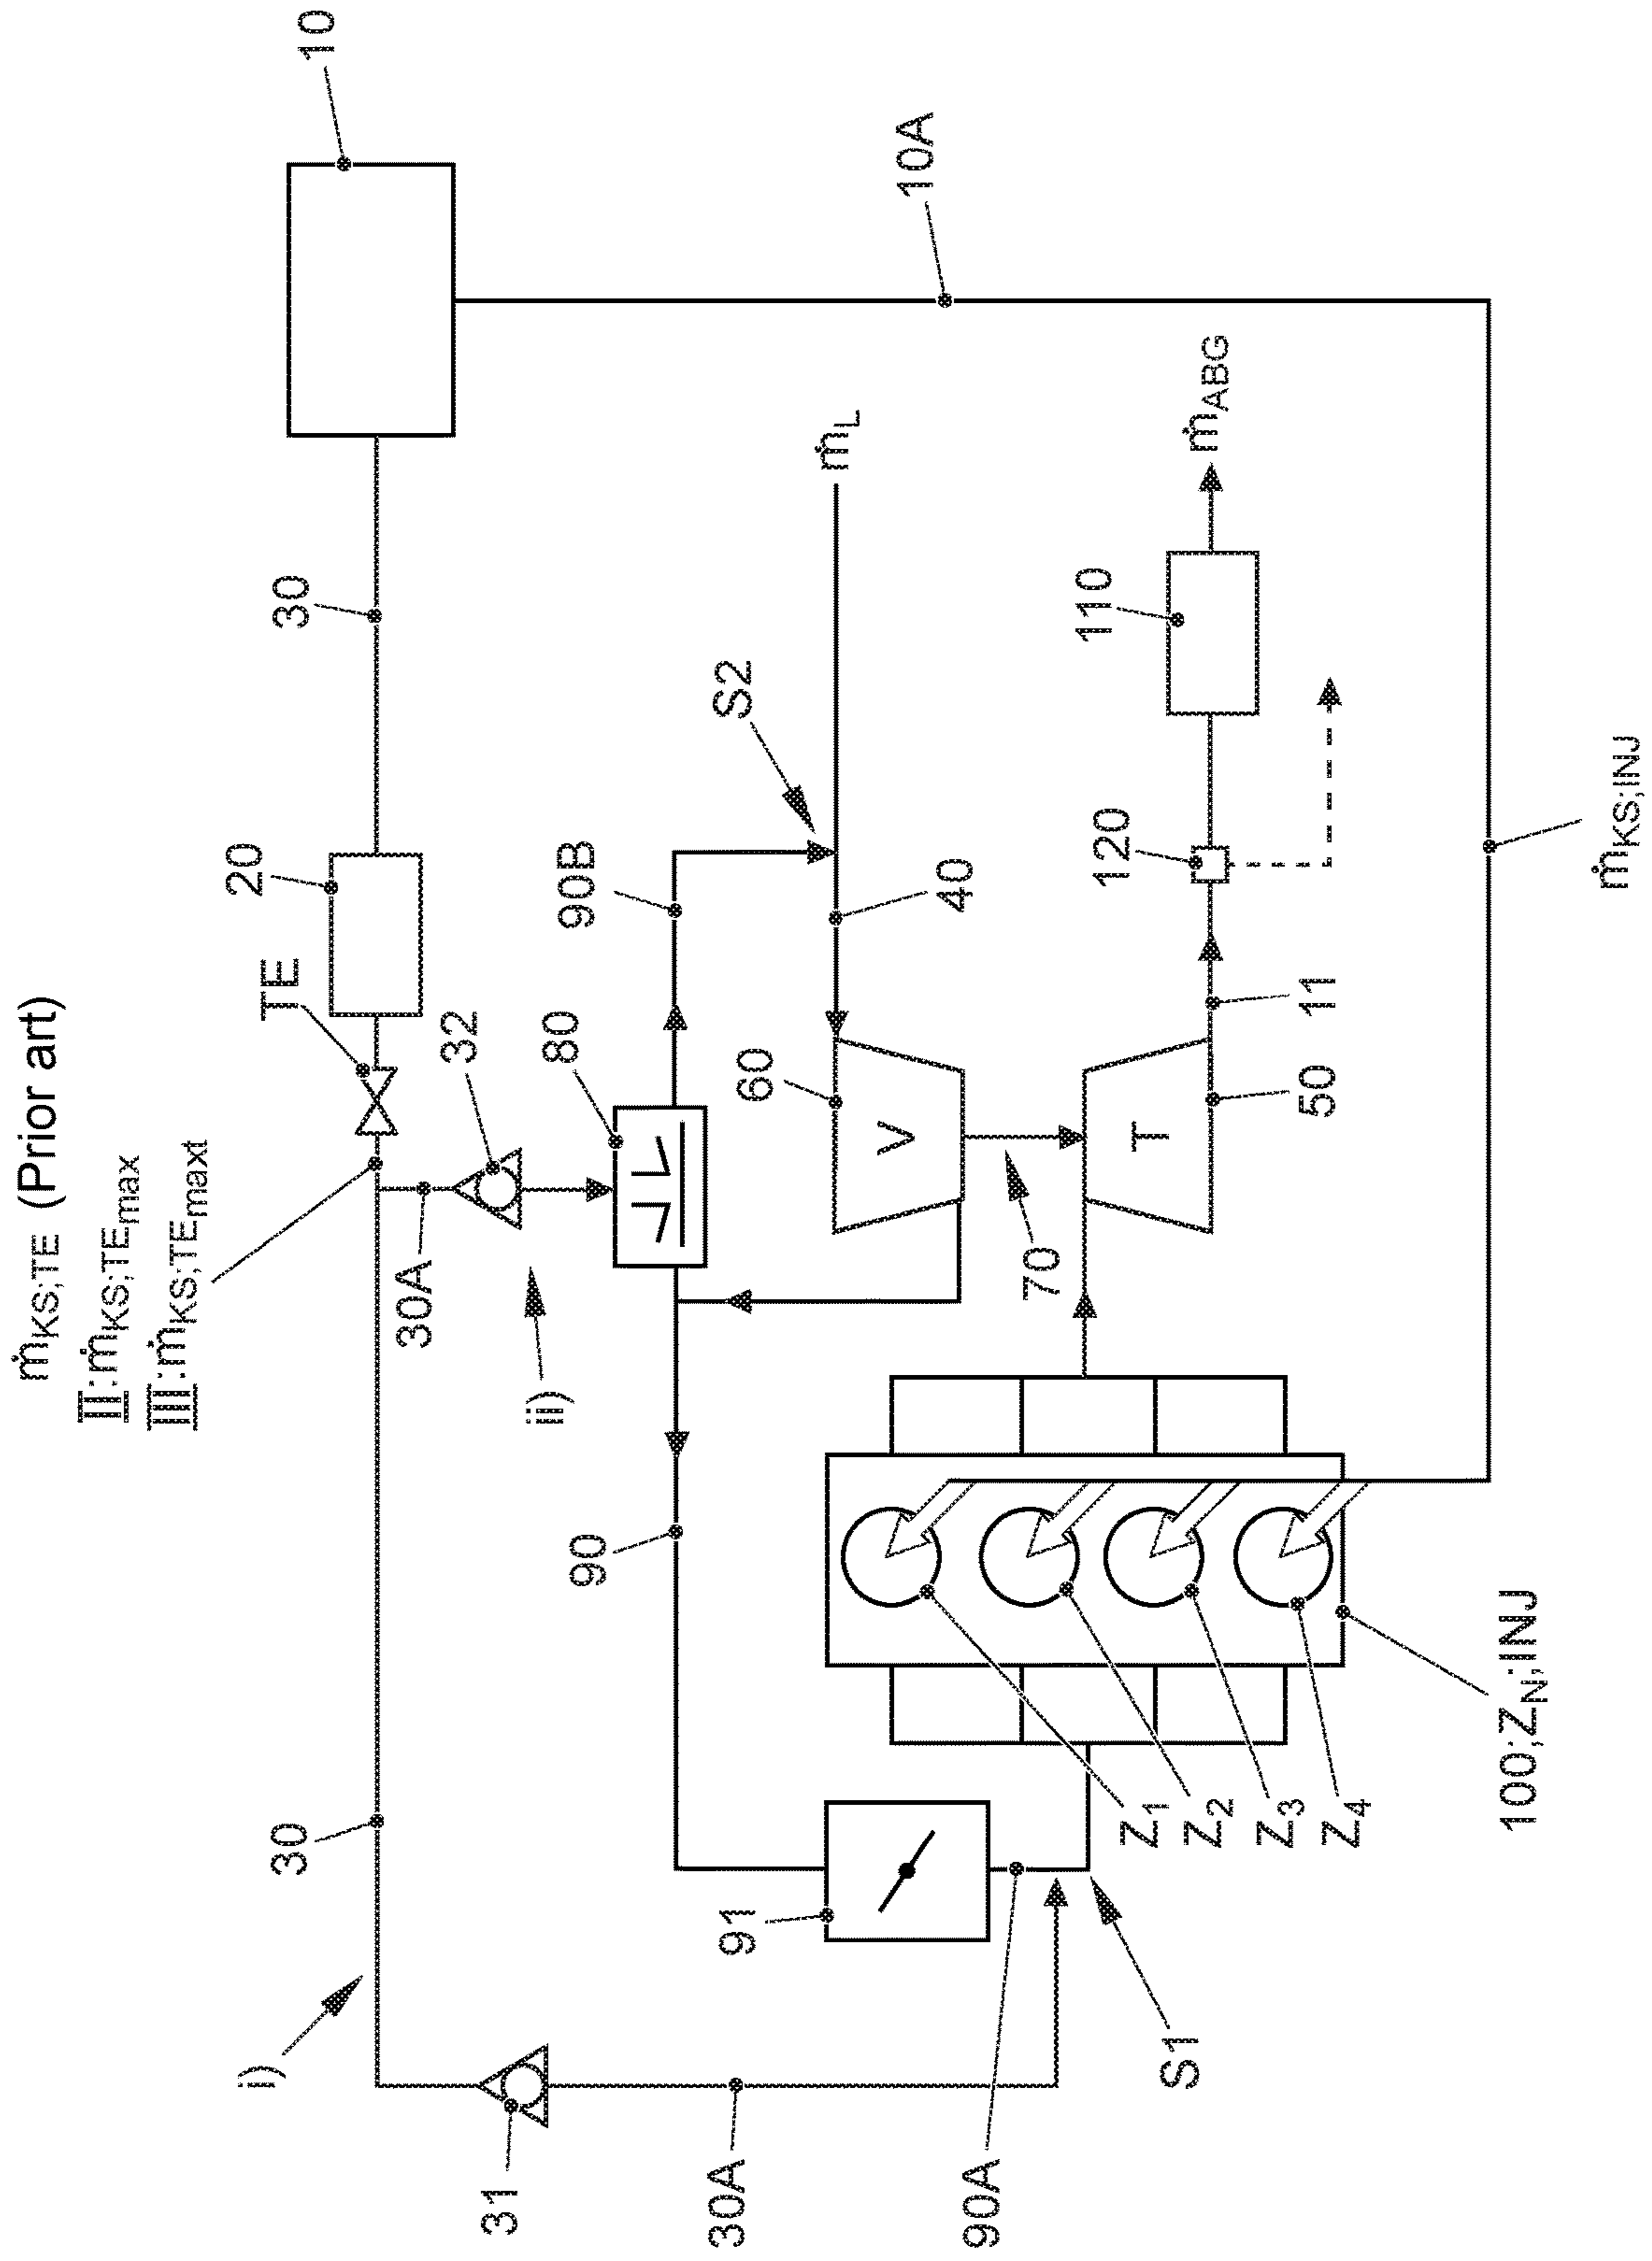 ṁKS;TE (Prior art)
II:ṁKS;TEmax
III:ṁKS;TEmaxt
i)
20
30
TE
30
10
30A
32
31
ii)
80
90B
90
30A
91
60
S2
ṁL
V
10A
40
90A
70
120
110
Z1
T
S1
ṁABG
Z2
Z3
50
11
Z4
100;ZN;INJ
ṁKS;INJ